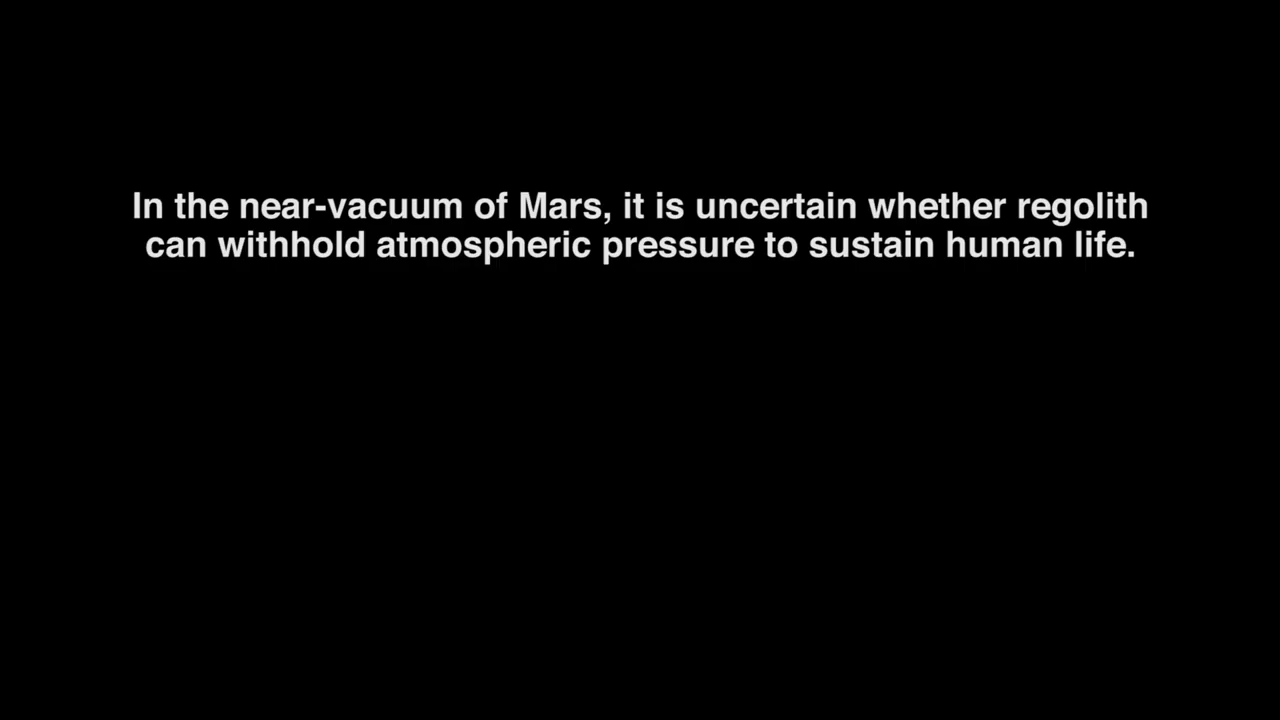 In the near-vacuum of Mars, it is uncertain whether regolith
can withhold atmospheric pressure to sustain human life.